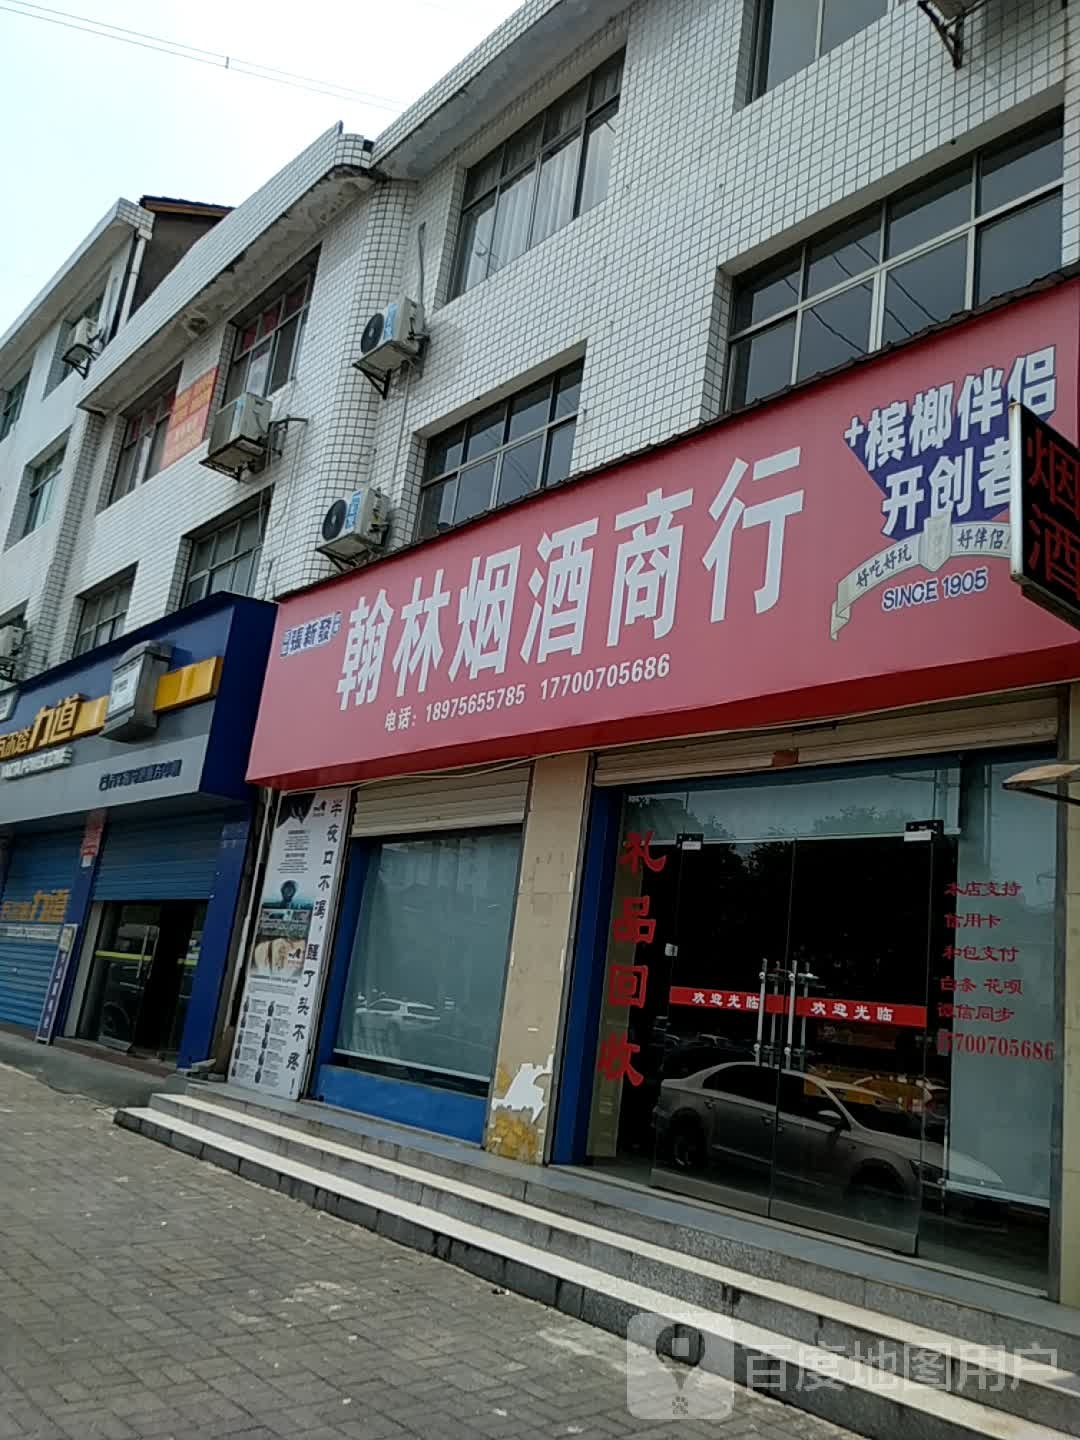 槟榔伴侣
开创者
好吃好玩
好伴侣
SINCE 1905
烟酒
張新發
翰林烟酒商行
电话：18975655785 17700705686
力道
力道
半夜口不渴，醒了头不疼！
礼品回收
欢迎光临
欢迎光临
本店支持
信用卡
和包支付
白条 花呗
微信同步
17700705686
百度地图用户